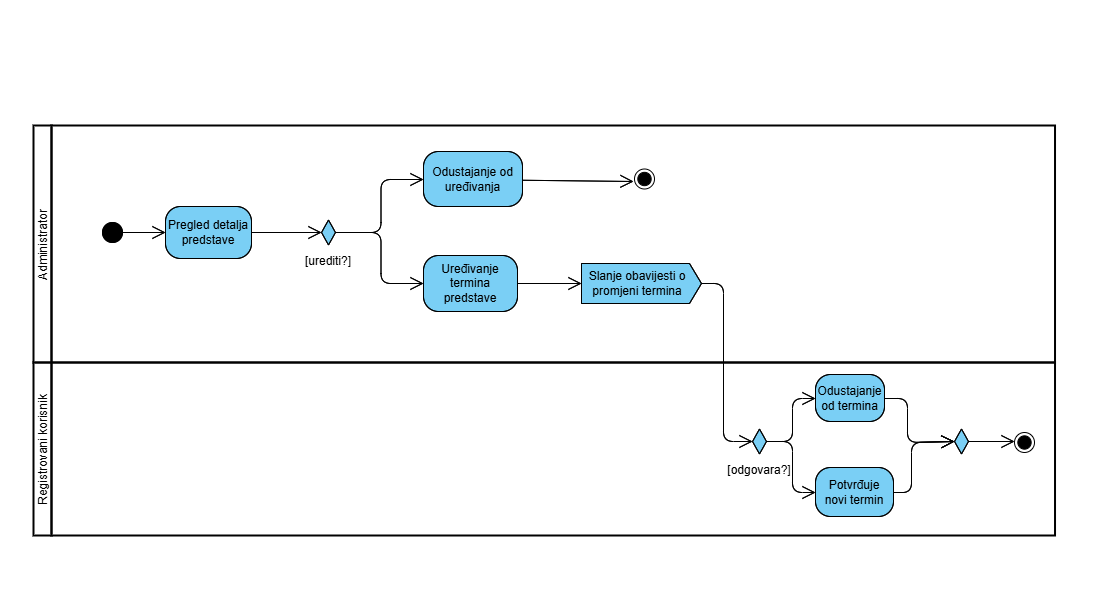 Administrator
Pregled detalja
predstave
[urediti?]
Odustajanje od
uređivanja
Uređivanje
termina
predstave
Slanje obavijesti o
promjeni termina
Registrovani korisnik
[odgovara?]
Odustajanje
od termina
Potvrđuje
novi termin